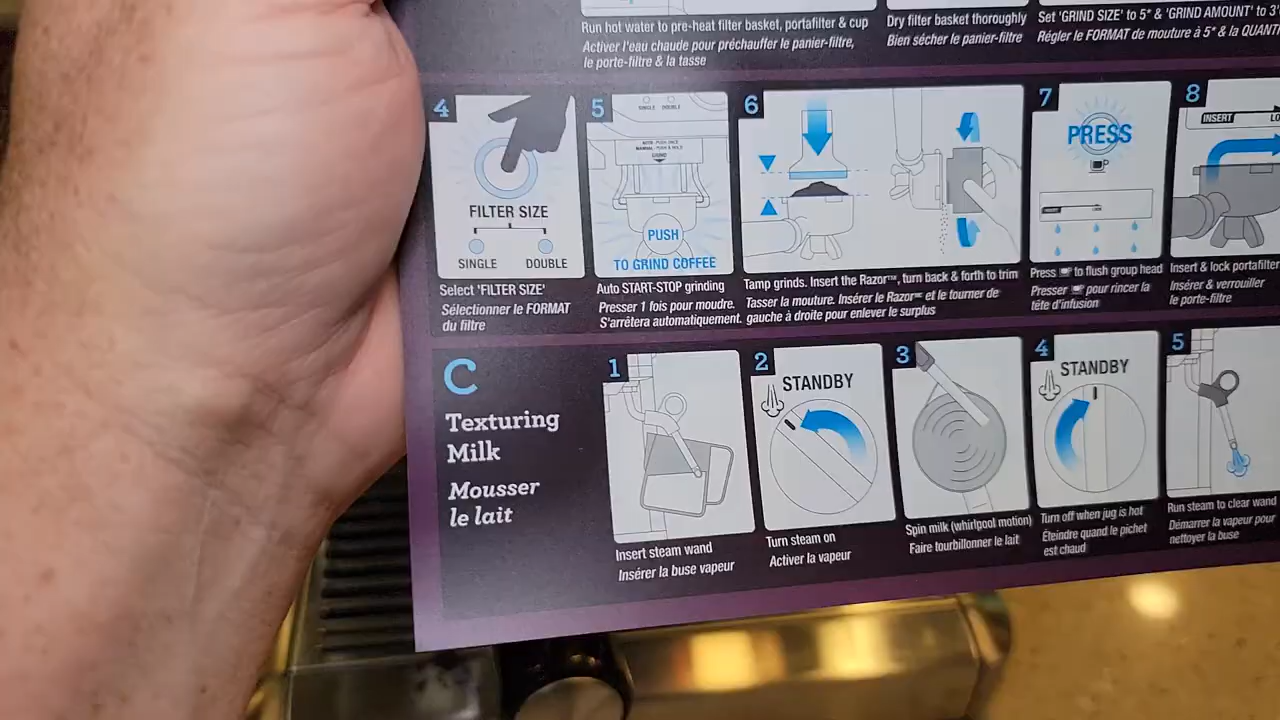 Run hot water to pre-heat filter basket, portafilter & cup
Activer l'eau chaude pour préchauffer le panier-filtre,
le porte-filtre & la tasse
Dry filter basket thoroughly
Bien sécher le panier-filtre
Set 'GRIND SIZE' to 5* & 'GRIND AMOUNT' to 3'
Régler le FORMAT de mouture à 5* & la
4
FILTER SIZE
SINGLE DOUBLE
Select 'FILTER SIZE'
Sélectionner le FORMAT
du filtre
5
SINGLE DOUBLE
GRIND
PUSH
TO GRIND COFFEE
Auto START-STOP grinding
Presser 1 fois pour moudre.
S'arrêtera automatiquement.
6
Tamp grinds. Insert the Razor™, turn back & forth to trim
Tasser la mouture. Insérer le Razor™ et le tourner de
gauche à droite pour enlever le surplus
7
PRESS
Press to flush group head
Presser pour rincer la
tête d'infusion
8
INSERT
Insert & lock portafilter
Insérer & verrouiller
le porte-filtre
C
Texturing
Milk
Mousser
le lait
1
Insert steam wand
Insérer la buse vapeur
2
STANDBY
Turn steam on
Activer la vapeur
3
Spin milk (whirlpool motion)
Faire tourbillonner le lait
4
STANDBY
Turn off when jug is hot
Éteindre quand le pichet
est chaud
5
Run steam to clear wand
Démarrer la vapeur pour
nettoyer la buse